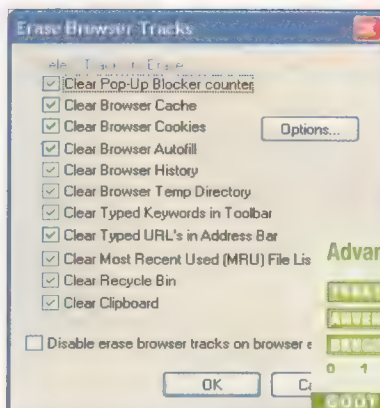 Erase Browser Tracks
Clear Pop-Up Blocker counter
Clear Browser Cache
Clear Browser Cookies
Options...
Clear Browser Autofill
Clear Browser History
Clear Browser Temp Directory
Clear Typed Keywords in Toolbar
Clear Typed URL's in Address Bar
Clear Most Recent Used (MRU) File Lis
Clear Recycle Bin
Clear Clipboard
Disable erase browser tracks on browser e
OK
Ca
Advan
0 1